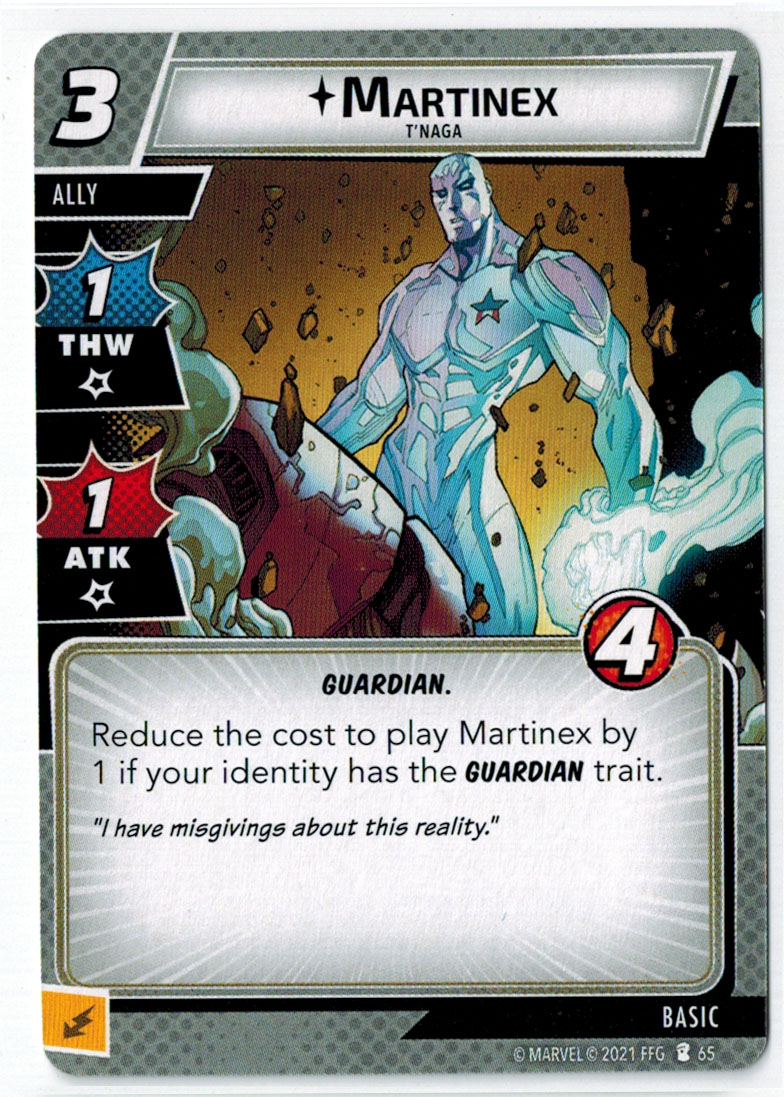 3
MARTINEX
T'NAGA
ALLY
1
THW
1
ATK
4
GUARDIAN.
Reduce the cost to play Martinex by
1 if your identity has the GUARDIAN trait.
"I have misgivings about this reality."
BASIC
© MARVEL © 2021 FFG 65